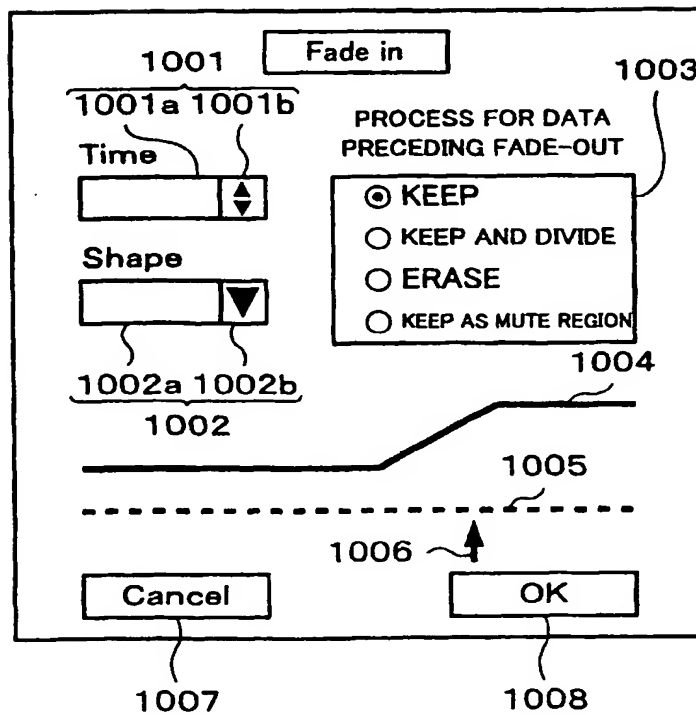 Fade in
1001
1001a 1001b
Time
Shape
1002a 1002b
1002
1003
PROCESS FOR DATA
PRECEDING FADE-OUT
KEEP
KEEP AND DIVIDE
ERASE
KEEP AS MUTE REGION
1004
1005
1006
Cancel
OK
1007
1008